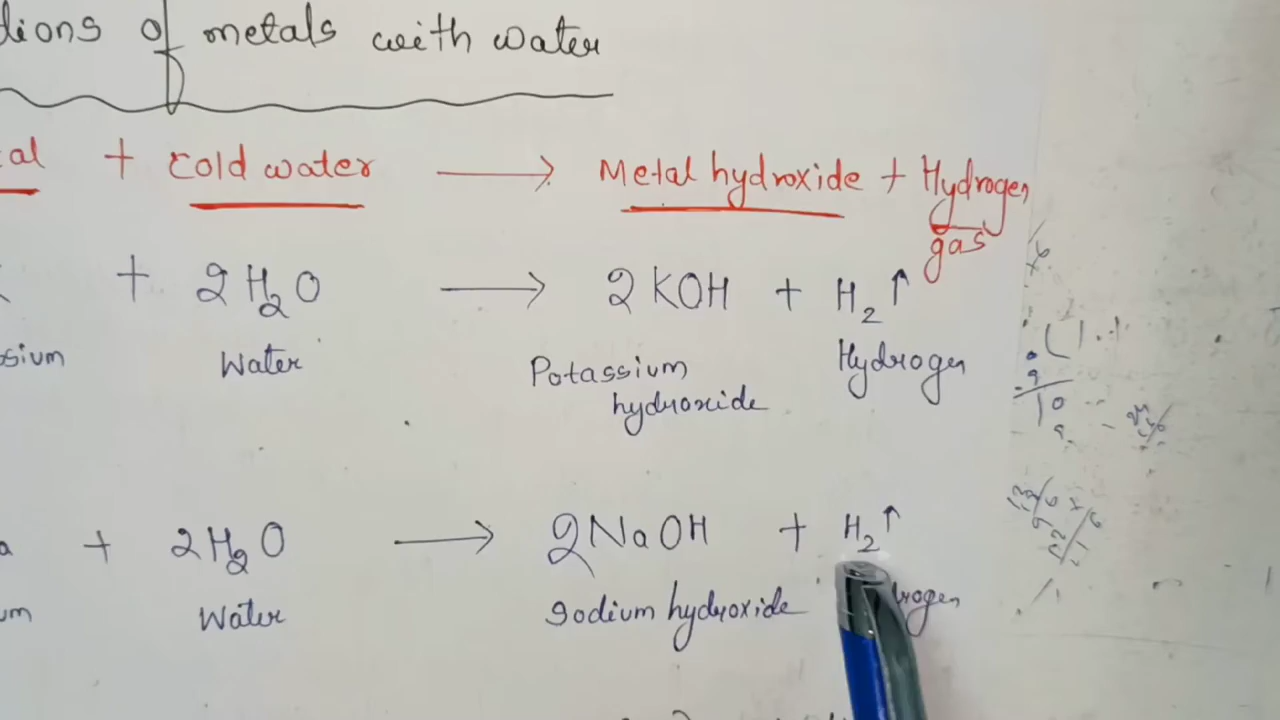 of metals with water
+ cold water → Metal hydroxide + Hydrogen
gas
+ 2H₂O → 2KOH + H₂↑
Water Potassium Hydrogen
hydroxide
+ 2H₂O → 2NaOH + H₂↑
Water Sodium hydroxide